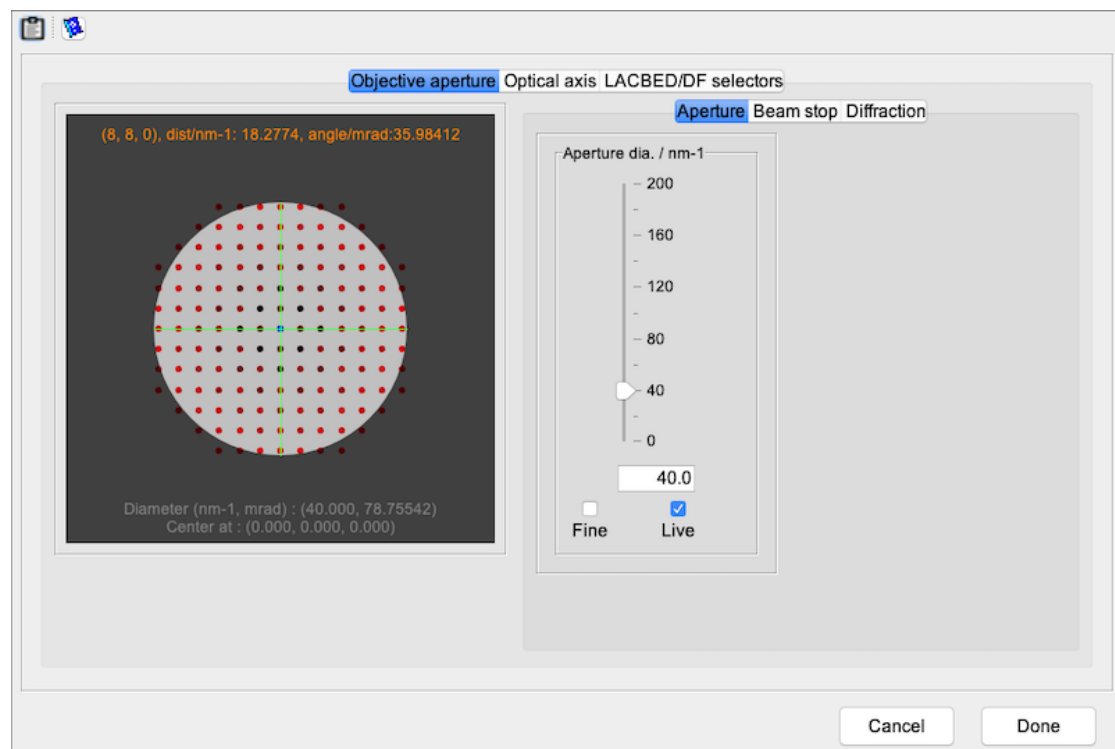 Objective aperture Optical axis LACBED/DF selectors
(8, 8, 0), dist/nm-1: 18.2774, angle/mrad:35.98412
Diameter (nm-1, mrad) : (40.000, 78.75542)
Center at : (0.000, 0.000, 0.000)
Aperture Beam stop Diffraction
Aperture dia. / nm-1
200
160
120
80
40
0
40.0
Fine Live
Cancel Done